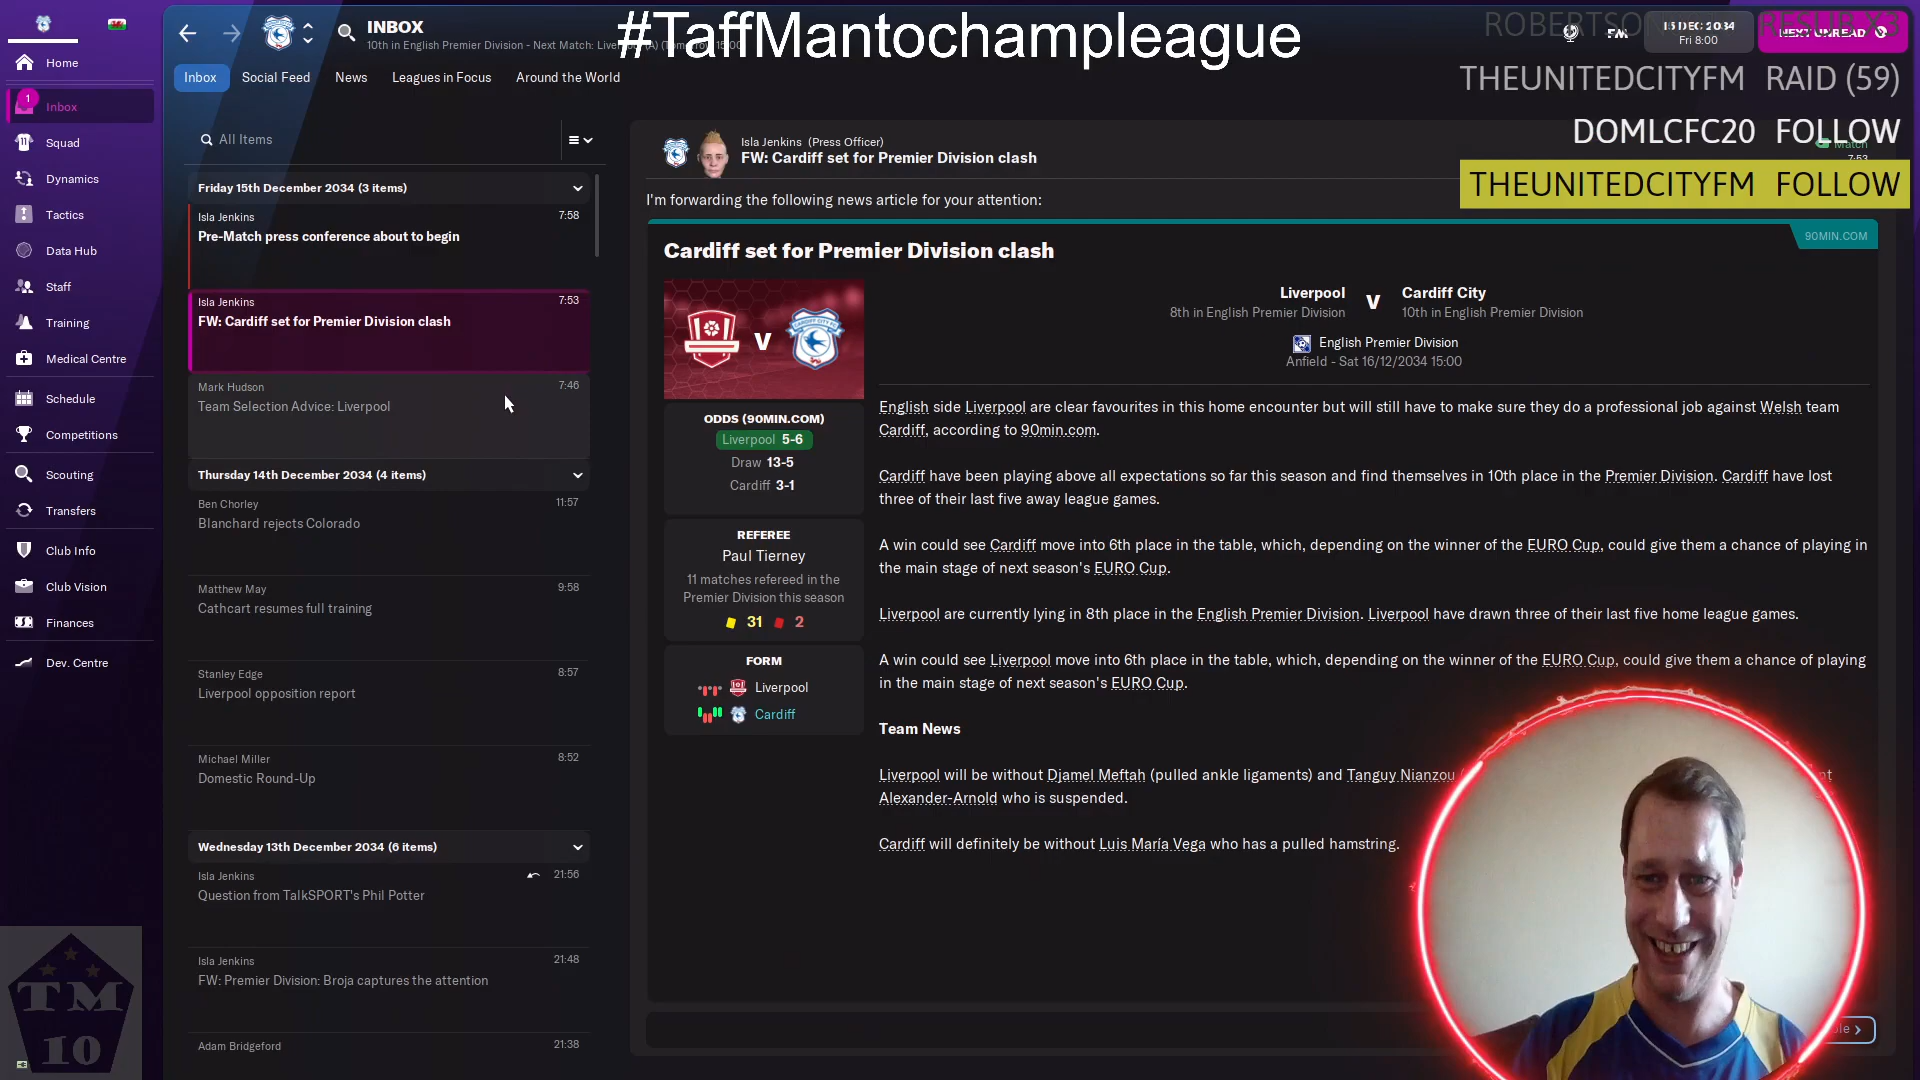 #TaffMantochampleague
INBOX
10th in English Premier Division - Next Match:
15 DEC 2034
Fri 8:00
NEXT UNREAD
THEUNITEDCITYFM RAID (59)
DOMLCFC20 FOLLOW
THEUNITEDCITYFM FOLLOW
Home
1
Inbox
Squad
Dynamics
Tactics
Data Hub
Staff
Training
Medical Centre
Schedule
Competitions
Scouting
Transfers
Club Info
Club Vision
Finances
Dev. Centre
TM
10
Inbox Social Feed News Leagues in Focus Around the World
All Items
Friday 15th December 2034 (3 items)
Isla Jenkins 7:58
Pre-Match press conference about to begin
Isla Jenkins 7:53
FW: Cardiff set for Premier Division clash
Mark Hudson 7:46
Team Selection Advice: Liverpool
Thursday 14th December 2034 (4 items)
Ben Chorley 11:57
Blanchard rejects Colorado
Matthew May 9:58
Cathcart resumes full training
Stanley Edge 8:57
Liverpool opposition report
Michael Miller 8:52
Domestic Round-Up
Wednesday 13th December 2034 (6 items)
Isla Jenkins 21:56
Question from TalkSPORT's Phil Potter
Isla Jenkins 21:48
FW: Premier Division: Broja captures the attention
Adam Bridgeford 21:38
Isla Jenkins (Press Officer)
FW: Cardiff set for Premier Division clash
Match
7:53
I'm forwarding the following news article for your attention:
Cardiff set for Premier Division clash
90MIN.COM
V
Liverpool v Cardiff City
8th in English Premier Division 10th in English Premier Division
English Premier Division
Anfield - Sat 16/12/2034 15:00
ODDS (90MIN.COM)
Liverpool 5-6
Draw 13-5
Cardiff 3-1
REFEREE
Paul Tierney
11 matches refereed in the
Premier Division this season
31 2
FORM
Liverpool
Cardiff
English side Liverpool are clear favourites in this home encounter but will still have to make sure they do a professional job against Welsh team
Cardiff, according to 90min.com.
Cardiff have been playing above all expectations so far this season and find themselves in 10th place in the Premier Division. Cardiff have lost
three of their last five away league games.
A win could see Cardiff move into 6th place in the table, which, depending on the winner of the EURO Cup, could give them a chance of playing in
the main stage of next season's EURO Cup.
Liverpool are currently lying in 8th place in the English Premier Division. Liverpool have drawn three of their last five home league games.
A win could see Liverpool move into 6th place in the table, which, depending on the winner of the EURO Cup, could give them a chance of playing
in the main stage of next season's EURO Cup.
Team News
Liverpool will be without Djamel Meftah (pulled ankle ligaments) and Tanguy Nianzou
Alexander-Arnold who is suspended.
Cardiff will definitely be without Luis María Vega who has a pulled hamstring.